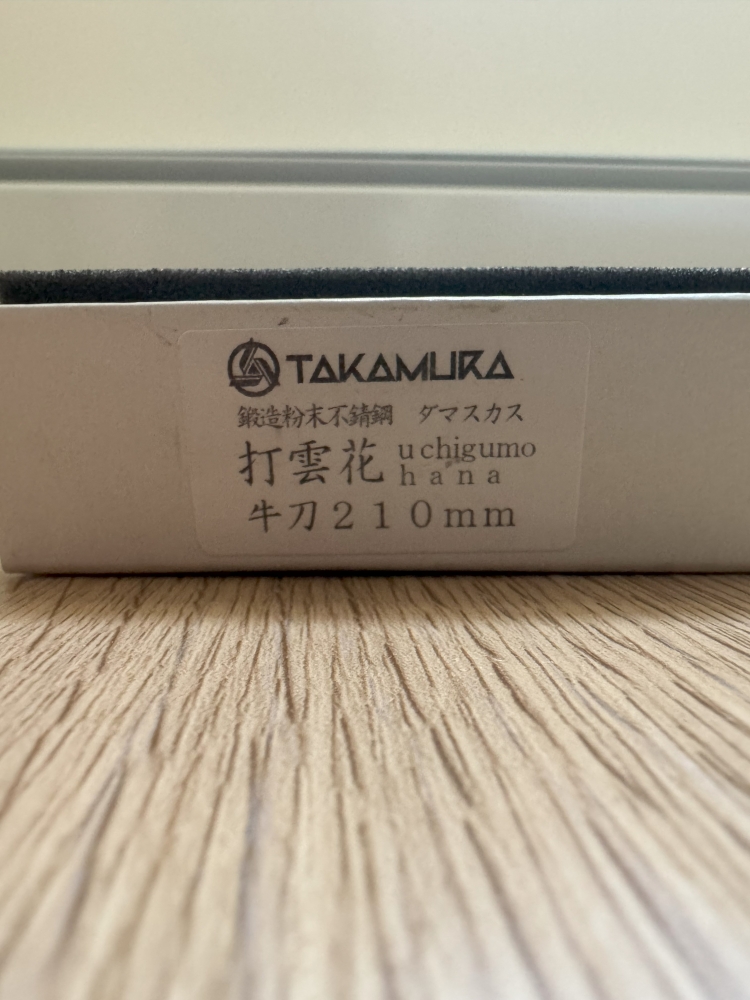 TAKAMURA
鍛造粉末不錆鋼　ダマスカス
打雲花 uchigumo
hana
牛刀２１０mm